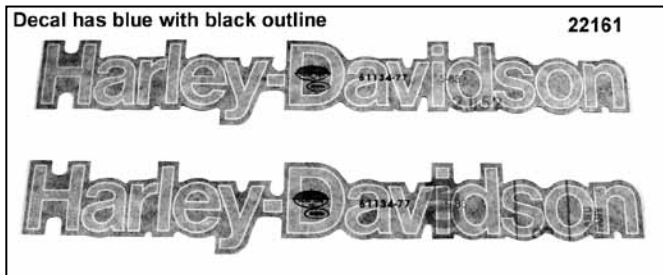 Decal has blue with black outline
22161
Harley-Davidson
61134-77
Harley-Davidson
61134-77